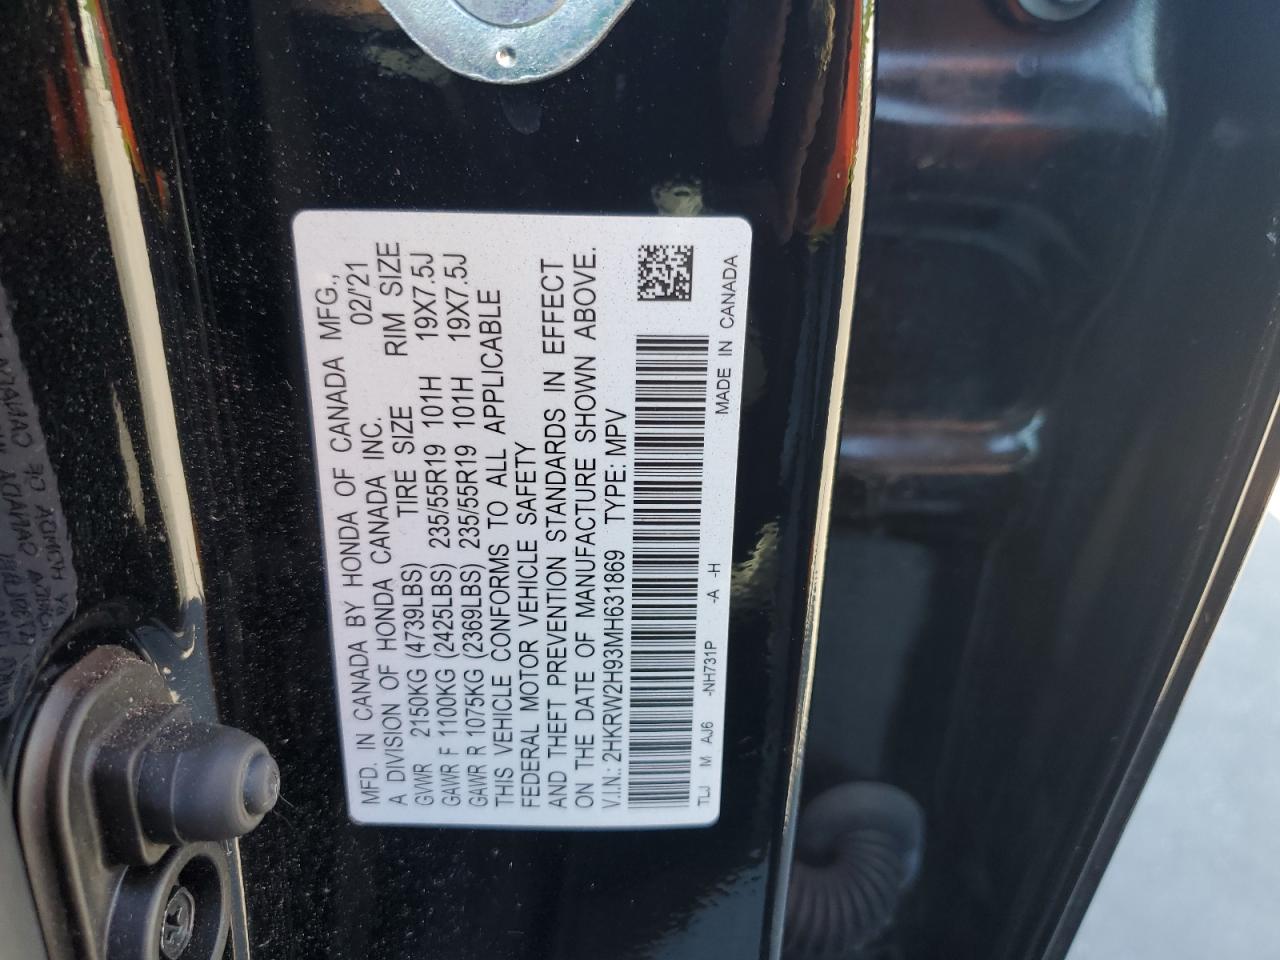 MFD. IN CANADA BY HONDA OF CANADA MFG.,
A DIVISION OF HONDA CANADA INC. 02/'21
GVWR 2150KG (4739LBS) TIRE SIZE RIM SIZE
GAWR F 1100KG (2425LBS) 235/55R19 101H 19X7.5J
GAWR R 1075KG (2369LBS) 235/55R19 101H 19X7.5J
THIS VEHICLE CONFORMS TO ALL APPLICABLE
FEDERAL MOTOR VEHICLE SAFETY
AND THEFT PREVENTION STANDARDS IN EFFECT
ON THE DATE OF MANUFACTURE SHOWN ABOVE.
V.I.N.: 2HKRW2H93MH631869 TYPE: MPV
TLJ M AJ6 -NH731P -A -H MADE IN CANADA